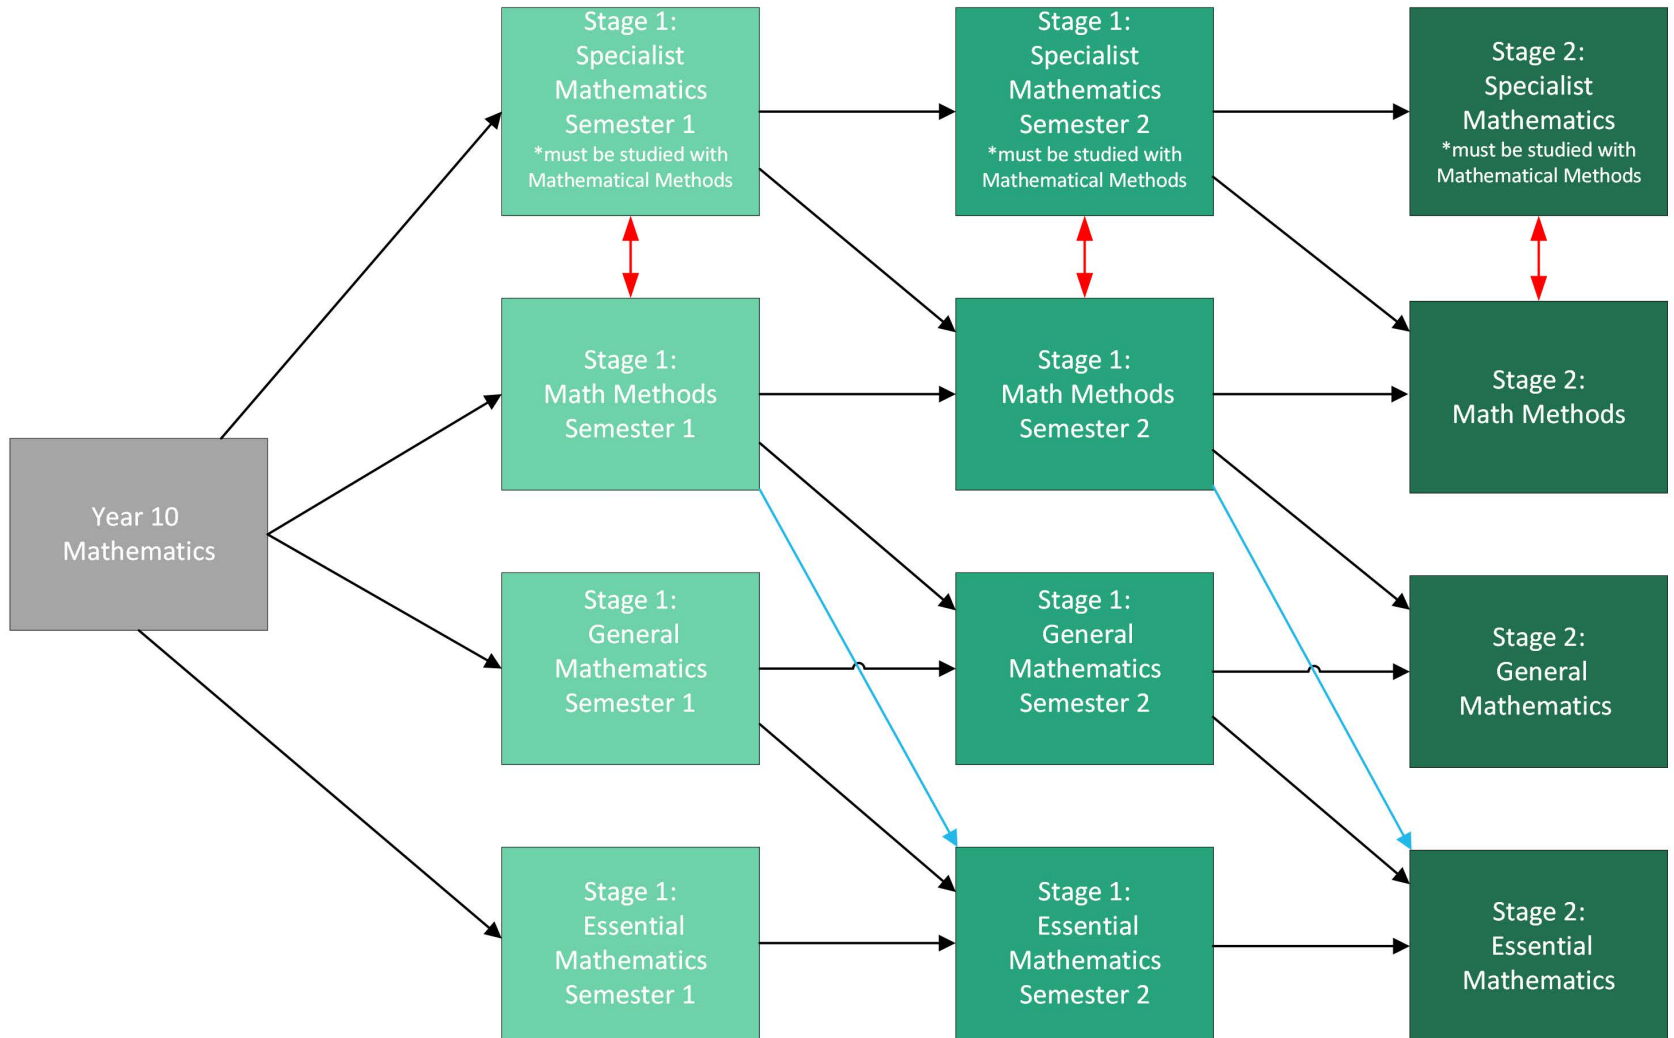 Stage 1:
Specialist
Mathematics
Semester 1
*must be studied with
Mathematical Methods
Stage 1:
Specialist
Mathematics
Semester 2
*must be studied with
Mathematical Methods
Stage 2:
Specialist
Mathematics
*must be studied with
Mathematical Methods
Stage 1:
Math Methods
Semester 1
Stage 1:
Math Methods
Semester 2
Stage 2:
Math Methods
Year 10
Mathematics
Stage 1:
General
Mathematics
Semester 1
Stage 1:
General
Mathematics
Semester 2
Stage 2:
General
Mathematics
Stage 1:
Essential
Mathematics
Semester 1
Stage 1:
Essential
Mathematics
Semester 2
Stage 2:
Essential
Mathematics